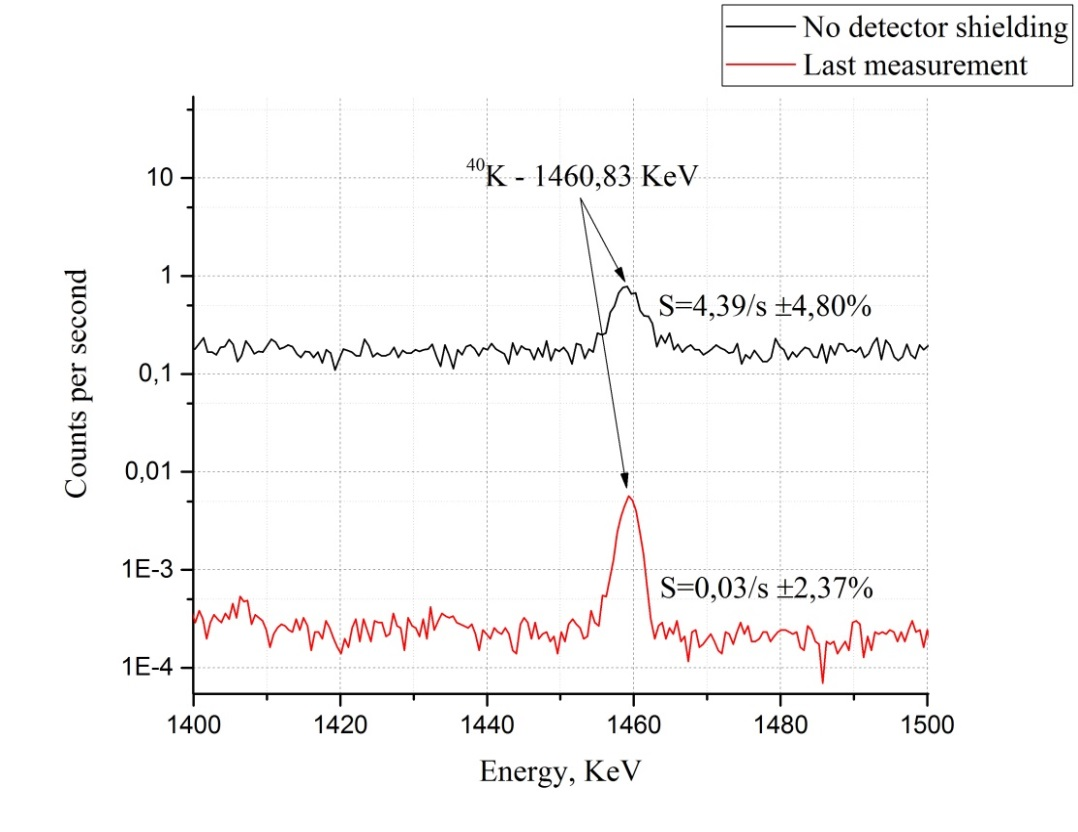 No detector shielding
Last measurement
10
1
0,1
0,01
1E-3
1E-4
Counts per second
⁴⁰K - 1460,83 KeV
S=4,39/s ±4,80%
S=0,03/s ±2,37%
1400 1420 1440 1460 1480 1500
Energy, KeV